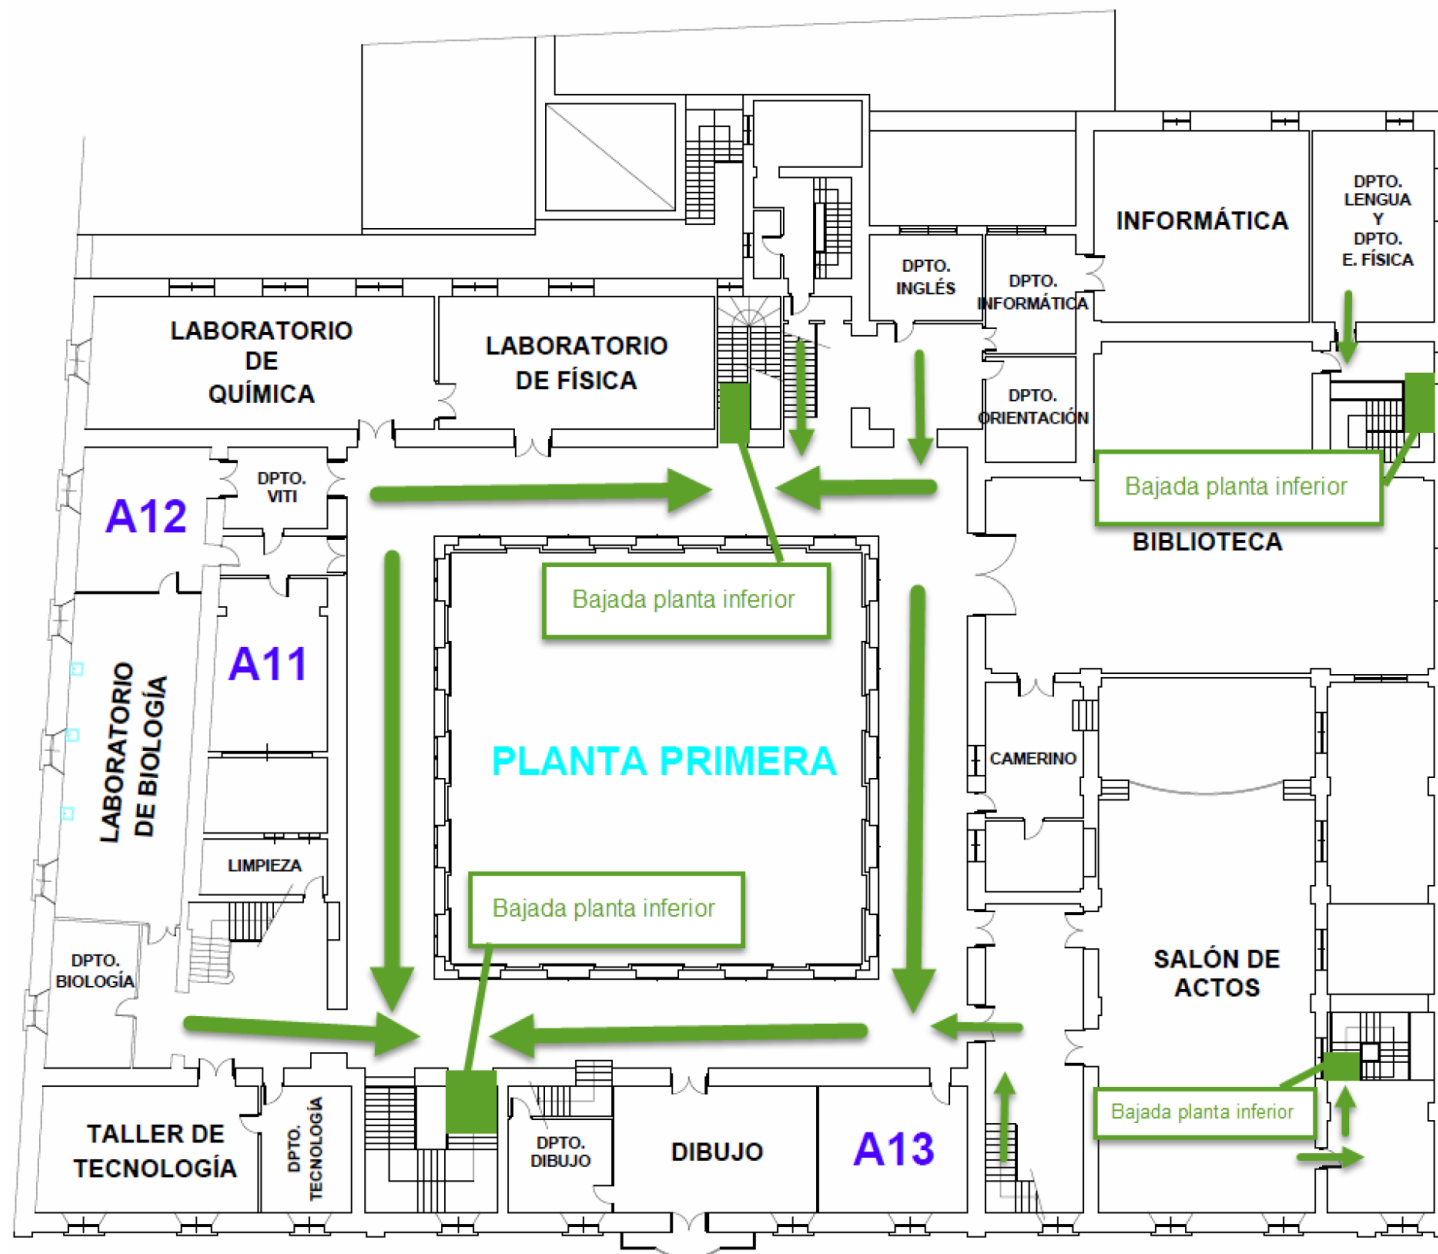 INFORMÁTICA
DPTO.
LENGUA
Y
DPTO.
E. FÍSICA
DPTO.
INGLÉS
DPTO.
INFORMÁTICA
LABORATORIO
DE
QUÍMICA
LABORATORIO
DE FÍSICA
DPTO.
ORIENTACIÓN
A12
DPTO.
VITI
Bajada planta inferior
BIBLIOTECA
Bajada planta inferior
A11
LABORATORIO
DE BIOLOGÍA
PLANTA PRIMERA
CAMERINO
LIMPIEZA
Bajada planta inferior
DPTO.
BIOLOGÍA
SALÓN DE
ACTOS
Bajada planta inferior
TALLER DE
TECNOLOGÍA
DPTO.
TECNOLOGÍA
DPTO.
DIBUJO
DIBUJO
A13